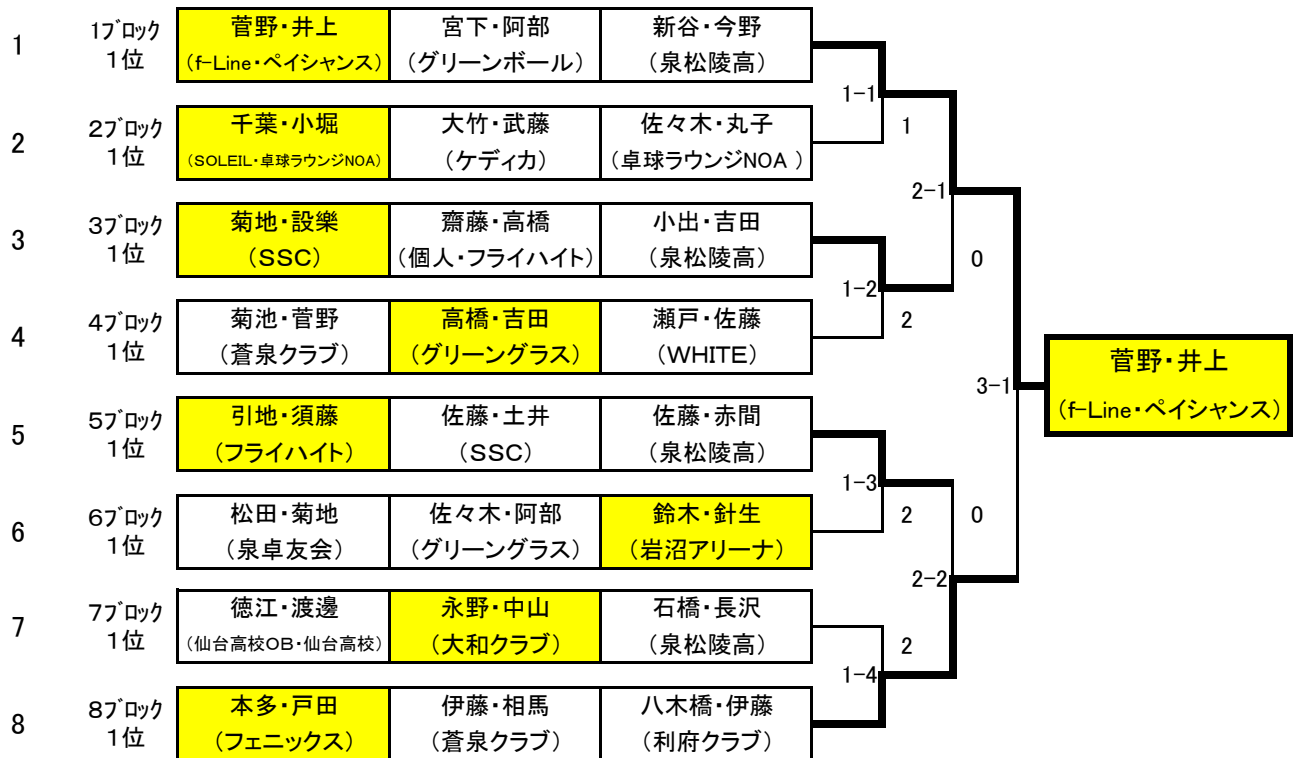 1 1ブロック 1位 菅野・井上 (f-Line・ペイシャンス) 宮下・阿部 (グリーンボール) 新谷・今野 (泉松陵高)
1-1
1
2 2ブロック 1位 千葉・小堀 (SOLEIL・卓球ラウンジNOA) 大竹・武藤 (ケディカ) 佐々木・丸子 (卓球ラウンジNOA )
2-1
3 3ブロック 1位 菊地・設樂 (SSC) 齋藤・高橋 (個人・フライハイト) 小出・吉田 (泉松陵高)
0
1-2
2
4 4ブロック 1位 菊池・菅野 (蒼泉クラブ) 高橋・吉田 (グリーングラス) 瀬戸・佐藤 (WHITE)
3-1
菅野・井上
(f-Line・ペイシャンス)
5 5ブロック 1位 引地・須藤 (フライハイト) 佐藤・土井 (SSC) 佐藤・赤間 (泉松陵高)
1-3
2
0
6 6ブロック 1位 松田・菊地 (泉卓友会) 佐々木・阿部 (グリーングラス) 鈴木・針生 (岩沼アリーナ)
2-2
7 7ブロック 1位 徳江・渡邊 (仙台高校OB・仙台高校) 永野・中山 (大和クラブ) 石橋・長沢 (泉松陵高)
2
1-4
8 8ブロック 1位 本多・戸田 (フェニックス) 伊藤・相馬 (蒼泉クラブ) 八木橋・伊藤 (利府クラブ)